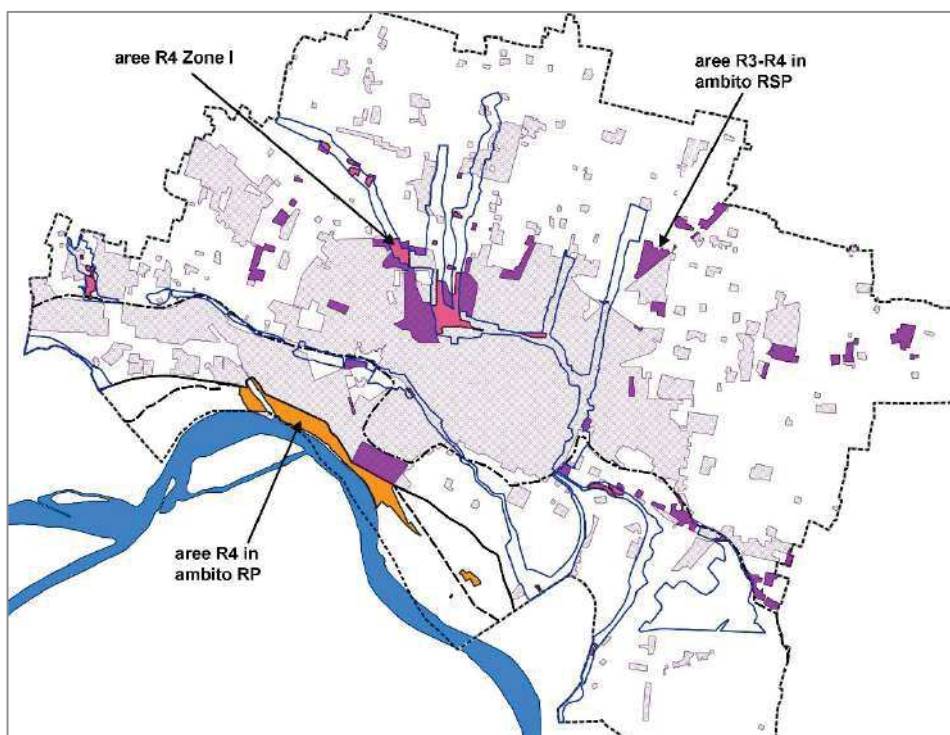 aree R4 Zone I
aree R3-R4 in
ambito RSP
aree R4 in
ambito RP